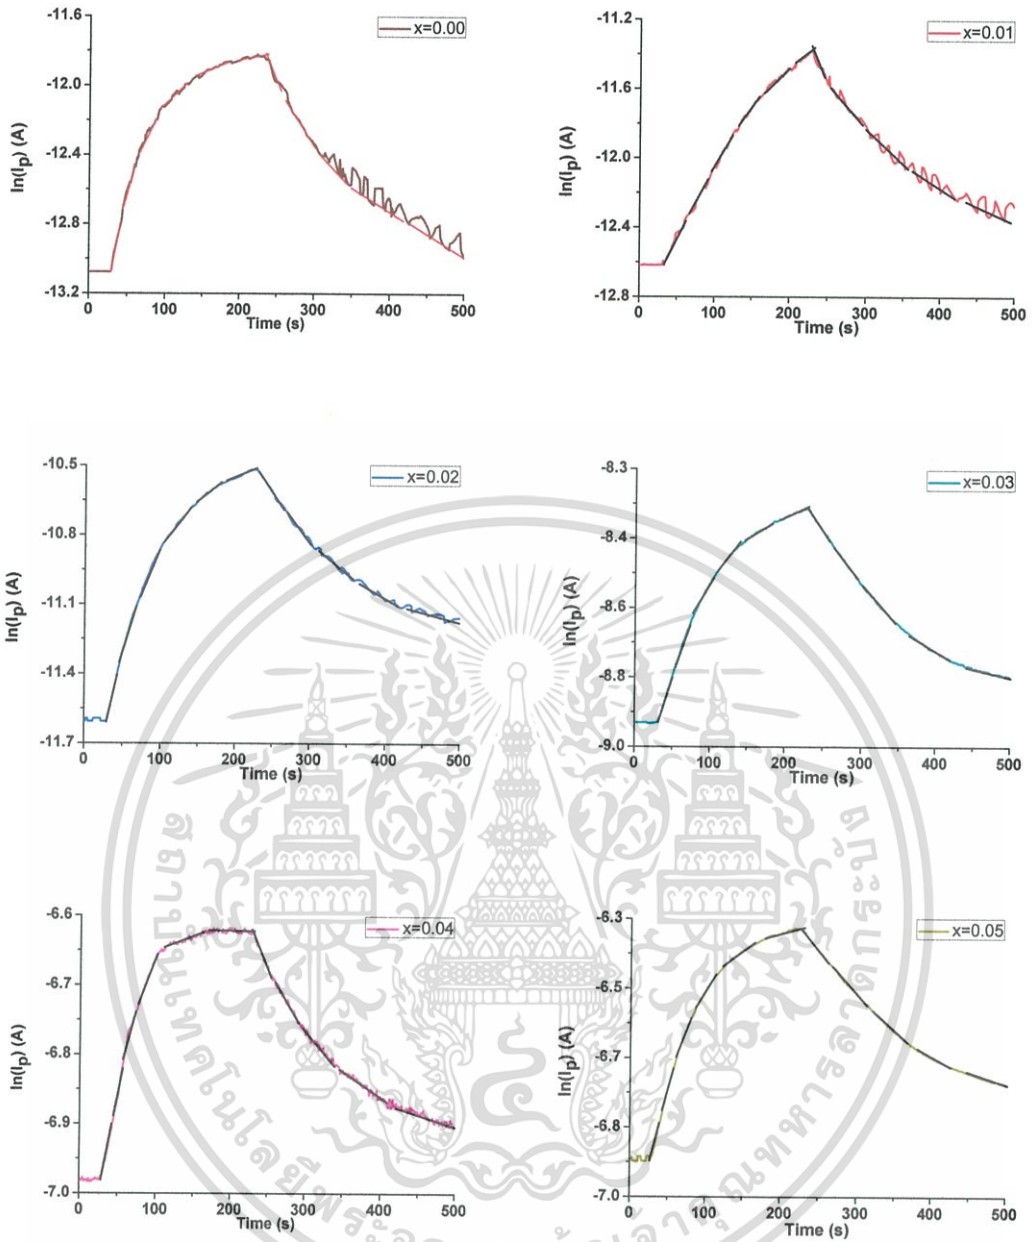 -11.6
-12.0
-12.4
-12.8
-13.2
0 100 200 300 400 500
ln(Ip) (A)
Time (s)
x=0.00
-11.2
-11.6
-12.0
-12.4
-12.8
0 100 200 300 400 500
ln(Ip) (A)
Time (s)
x=0.01
-10.5
-10.8
-11.1
-11.4
-11.7
0 100 200 300 400 500
ln(Ip) (A)
Time (s)
x=0.02
-8.3
-8.4
-8.6
-8.8
-9.0
0 100 200 300 400 500
ln(Ip) (A)
Time (s)
x=0.03
-6.6
-6.7
-6.8
-6.9
-7.0
0 100 200 300 400 500
ln(Ip) (A)
Time (s)
x=0.04
-6.3
-6.5
-6.7
-6.8
-7.0
0 100 200 300 400 500
ln(Ip) (A)
Time (s)
x=0.05